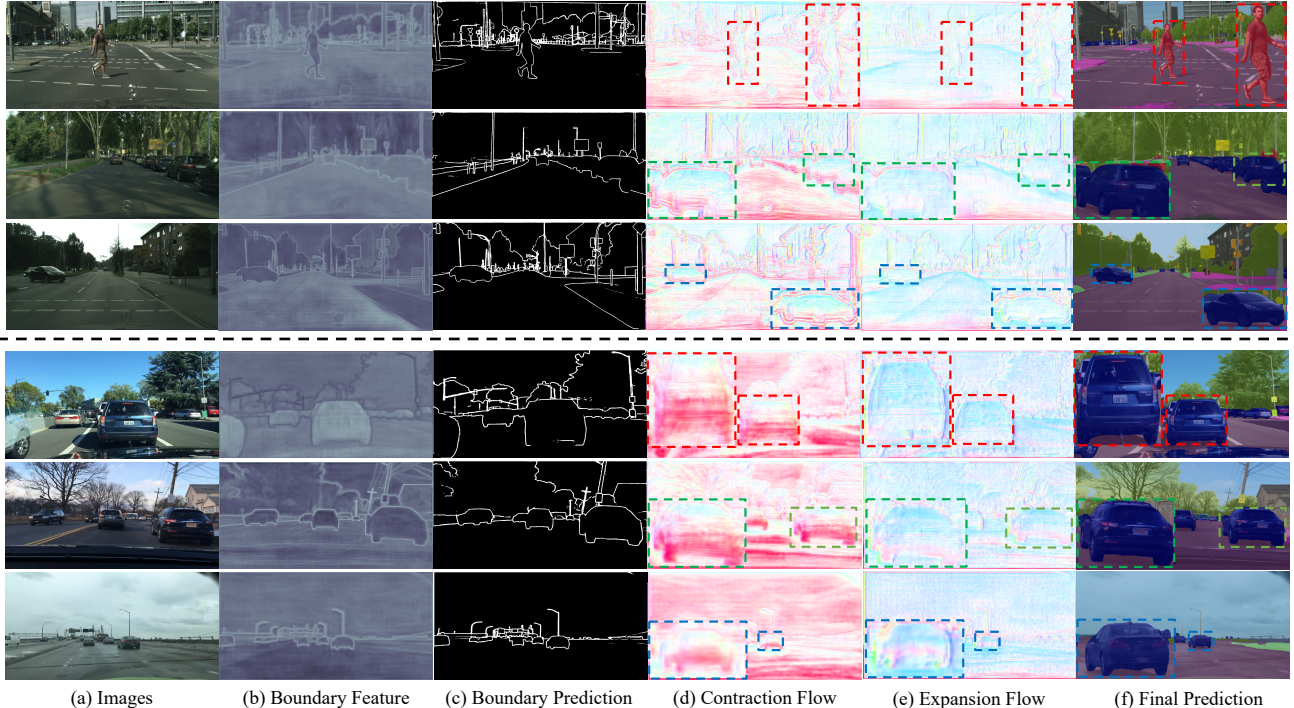 (a) Images (b) Boundary Feature (c) Boundary Prediction (d) Contraction Flow (e) Expansion Flow (f) Final Prediction